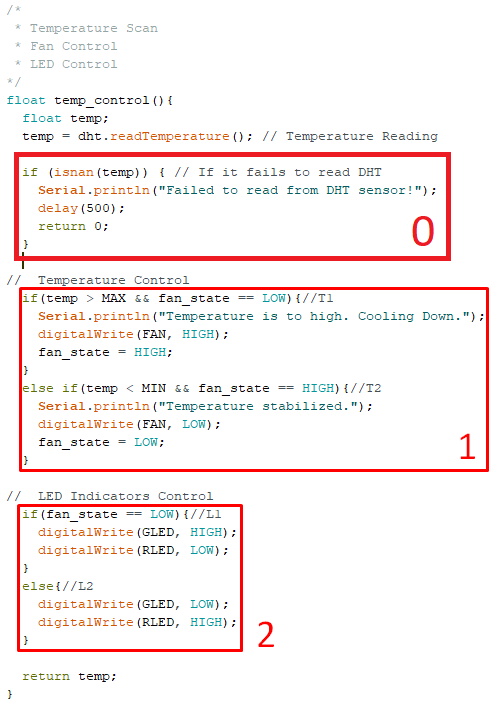 /*
 * Temperature Scan
 * Fan Control
 * LED Control
*/
float temp_control(){
  float temp;
  temp = dht.readTemperature(); // Temperature Reading
  if (isnan(temp)) { // If it fails to read DHT
    Serial.println("Failed to read from DHT sensor!");
    delay(500);
    return 0;
  }
0
//  Temperature Control
  if(temp > MAX && fan_state == LOW){//T1
    Serial.println("Temperature is to high. Cooling Down.");
    digitalWrite(FAN, HIGH);
    fan_state = HIGH;
  }
  else if(temp < MIN && fan_state == HIGH){//T2
    Serial.println("Temperature stabilized.");
    digitalWrite(FAN, LOW);
    fan_state = LOW;
  }
1
//  LED Indicators Control
  if(fan_state == LOW){//L1
    digitalWrite(GLED, HIGH);
    digitalWrite(RLED, LOW);
  }
  else{//L2
    digitalWrite(GLED, LOW);
    digitalWrite(RLED, HIGH);
  }
2
  return temp;
}